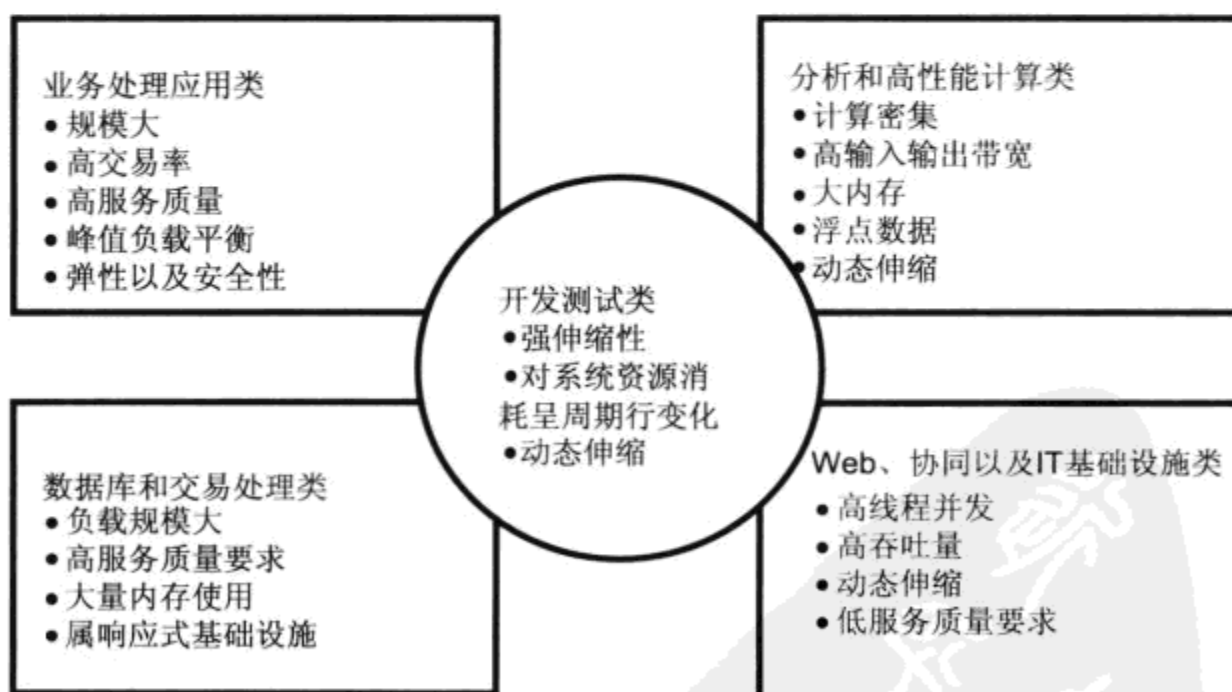 业务处理应用类
•规模大
•高交易率
•高服务质量
•峰值负载平衡
•弹性以及安全性
分析和高性能计算类
•计算密集
•高输入输出带宽
•大内存
•浮点数据
•动态伸缩
开发测试类
•强伸缩性
•对系统资源消
耗呈周期行变化
•动态伸缩
数据库和交易处理类
•负载规模大
•高服务质量要求
•大量内存使用
•属响应式基础设施
Web、协同以及IT基础设施类
•高线程并发
•高吞吐量
•动态伸缩
•低服务质量要求